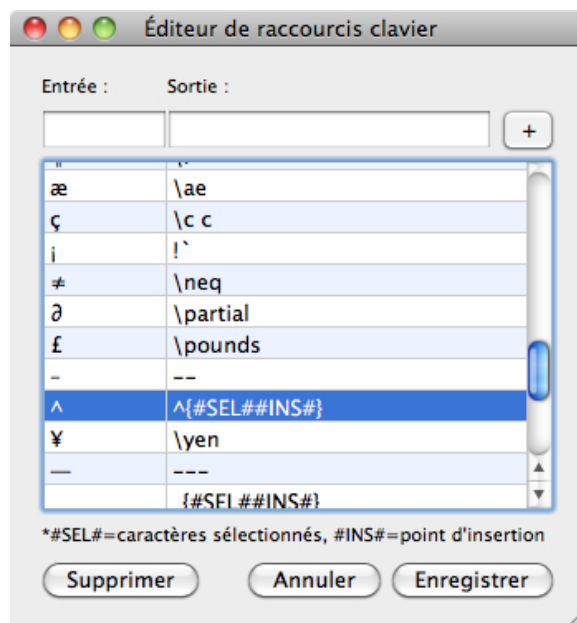 Éditeur de raccourcis clavier
Entrée : Sortie :
+
æ \ae
ç \c c
¡ !`
≠ \neq
∂ \partial
£ \pounds
– --
^ ^{#SEL##INS#}
¥ \yen
— ---
_{#SEL##INS#}
*#SEL#=caractères sélectionnés, #INS#=point d'insertion
Supprimer Annuler Enregistrer